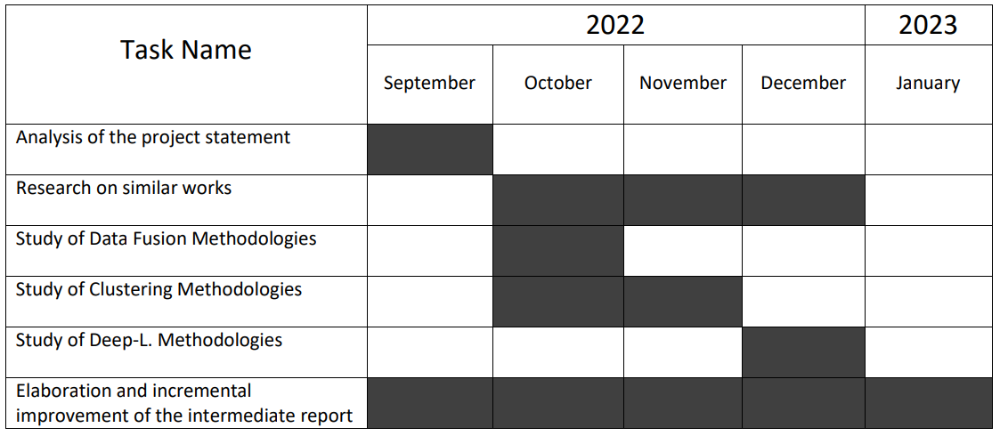 2022
2023
Task Name
September
October
November
December
January
Analysis of the project statement
Research on similar works
Study of Data Fusion Methodologies
Study of Clustering Methodologies
Study of Deep-L. Methodologies
Elaboration and incremental
improvement of the intermediate report